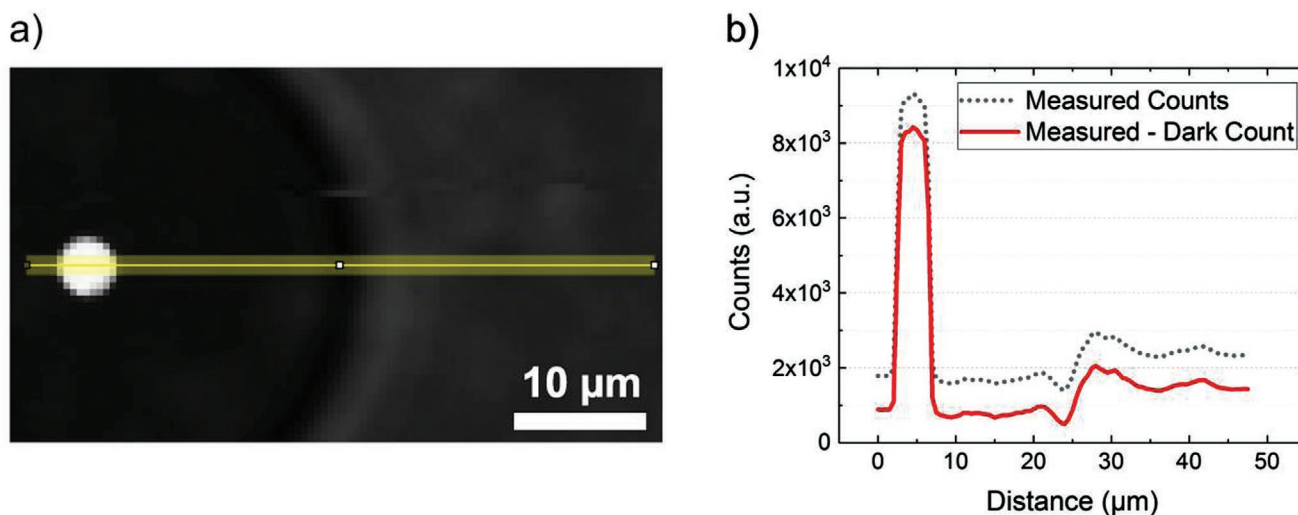 a)
10 µm
b)
Counts (a.u.)
1x10⁴
8x10³
6x10³
4x10³
2x10³
0
Measured Counts
Measured - Dark Count
0 10 20 30 40 50
Distance (µm)